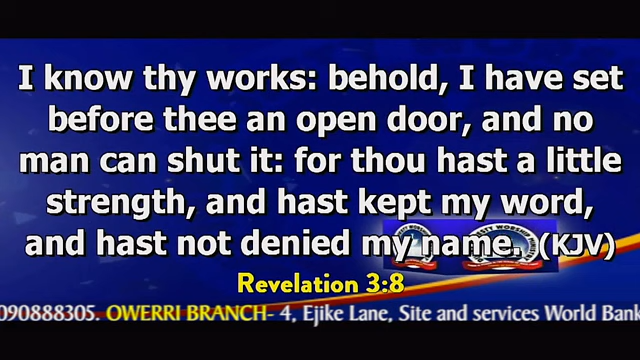 I know thy works: behold, I have set
before thee an open door, and no
man can shut it: for thou hast a little
strength, and hast kept my word,
and hast not denied my name. (KJV)
Revelation 3:8
090888305. OWERRI BRANCH- 4, Ejike Lane, Site and services World Bank